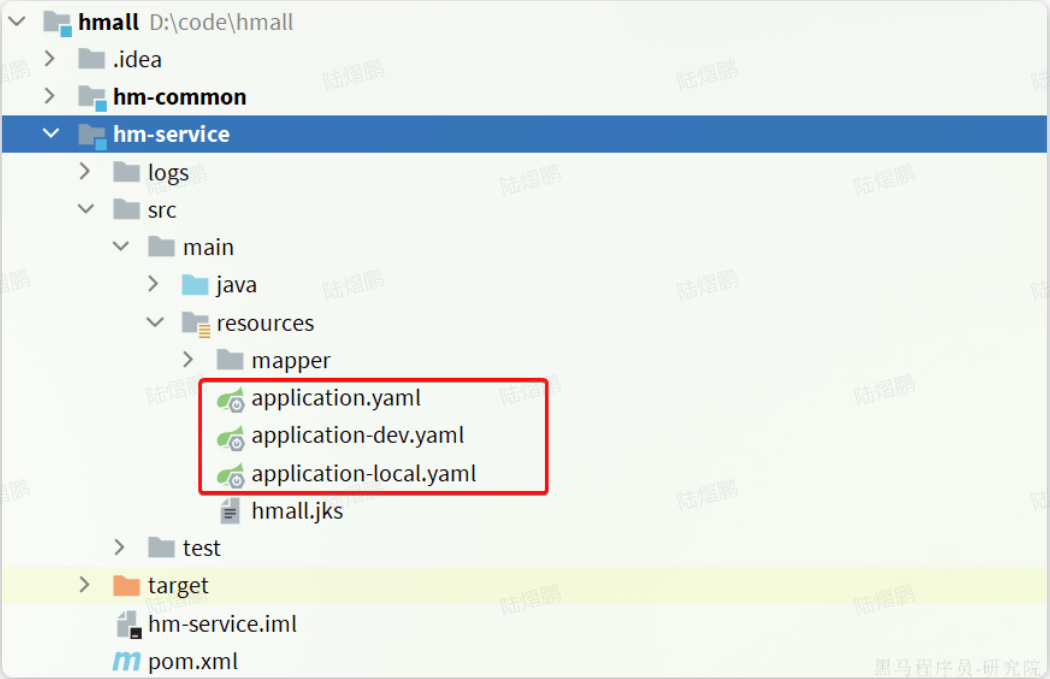 hmall D:\code\hmall
.idea
hm-common
hm-service
logs
src
main
java
resources
mapper
application.yaml
application-dev.yaml
application-local.yaml
hmall.jks
test
target
hm-service.iml
pom.xml
陆熠鹏
黑马程序员-研究院